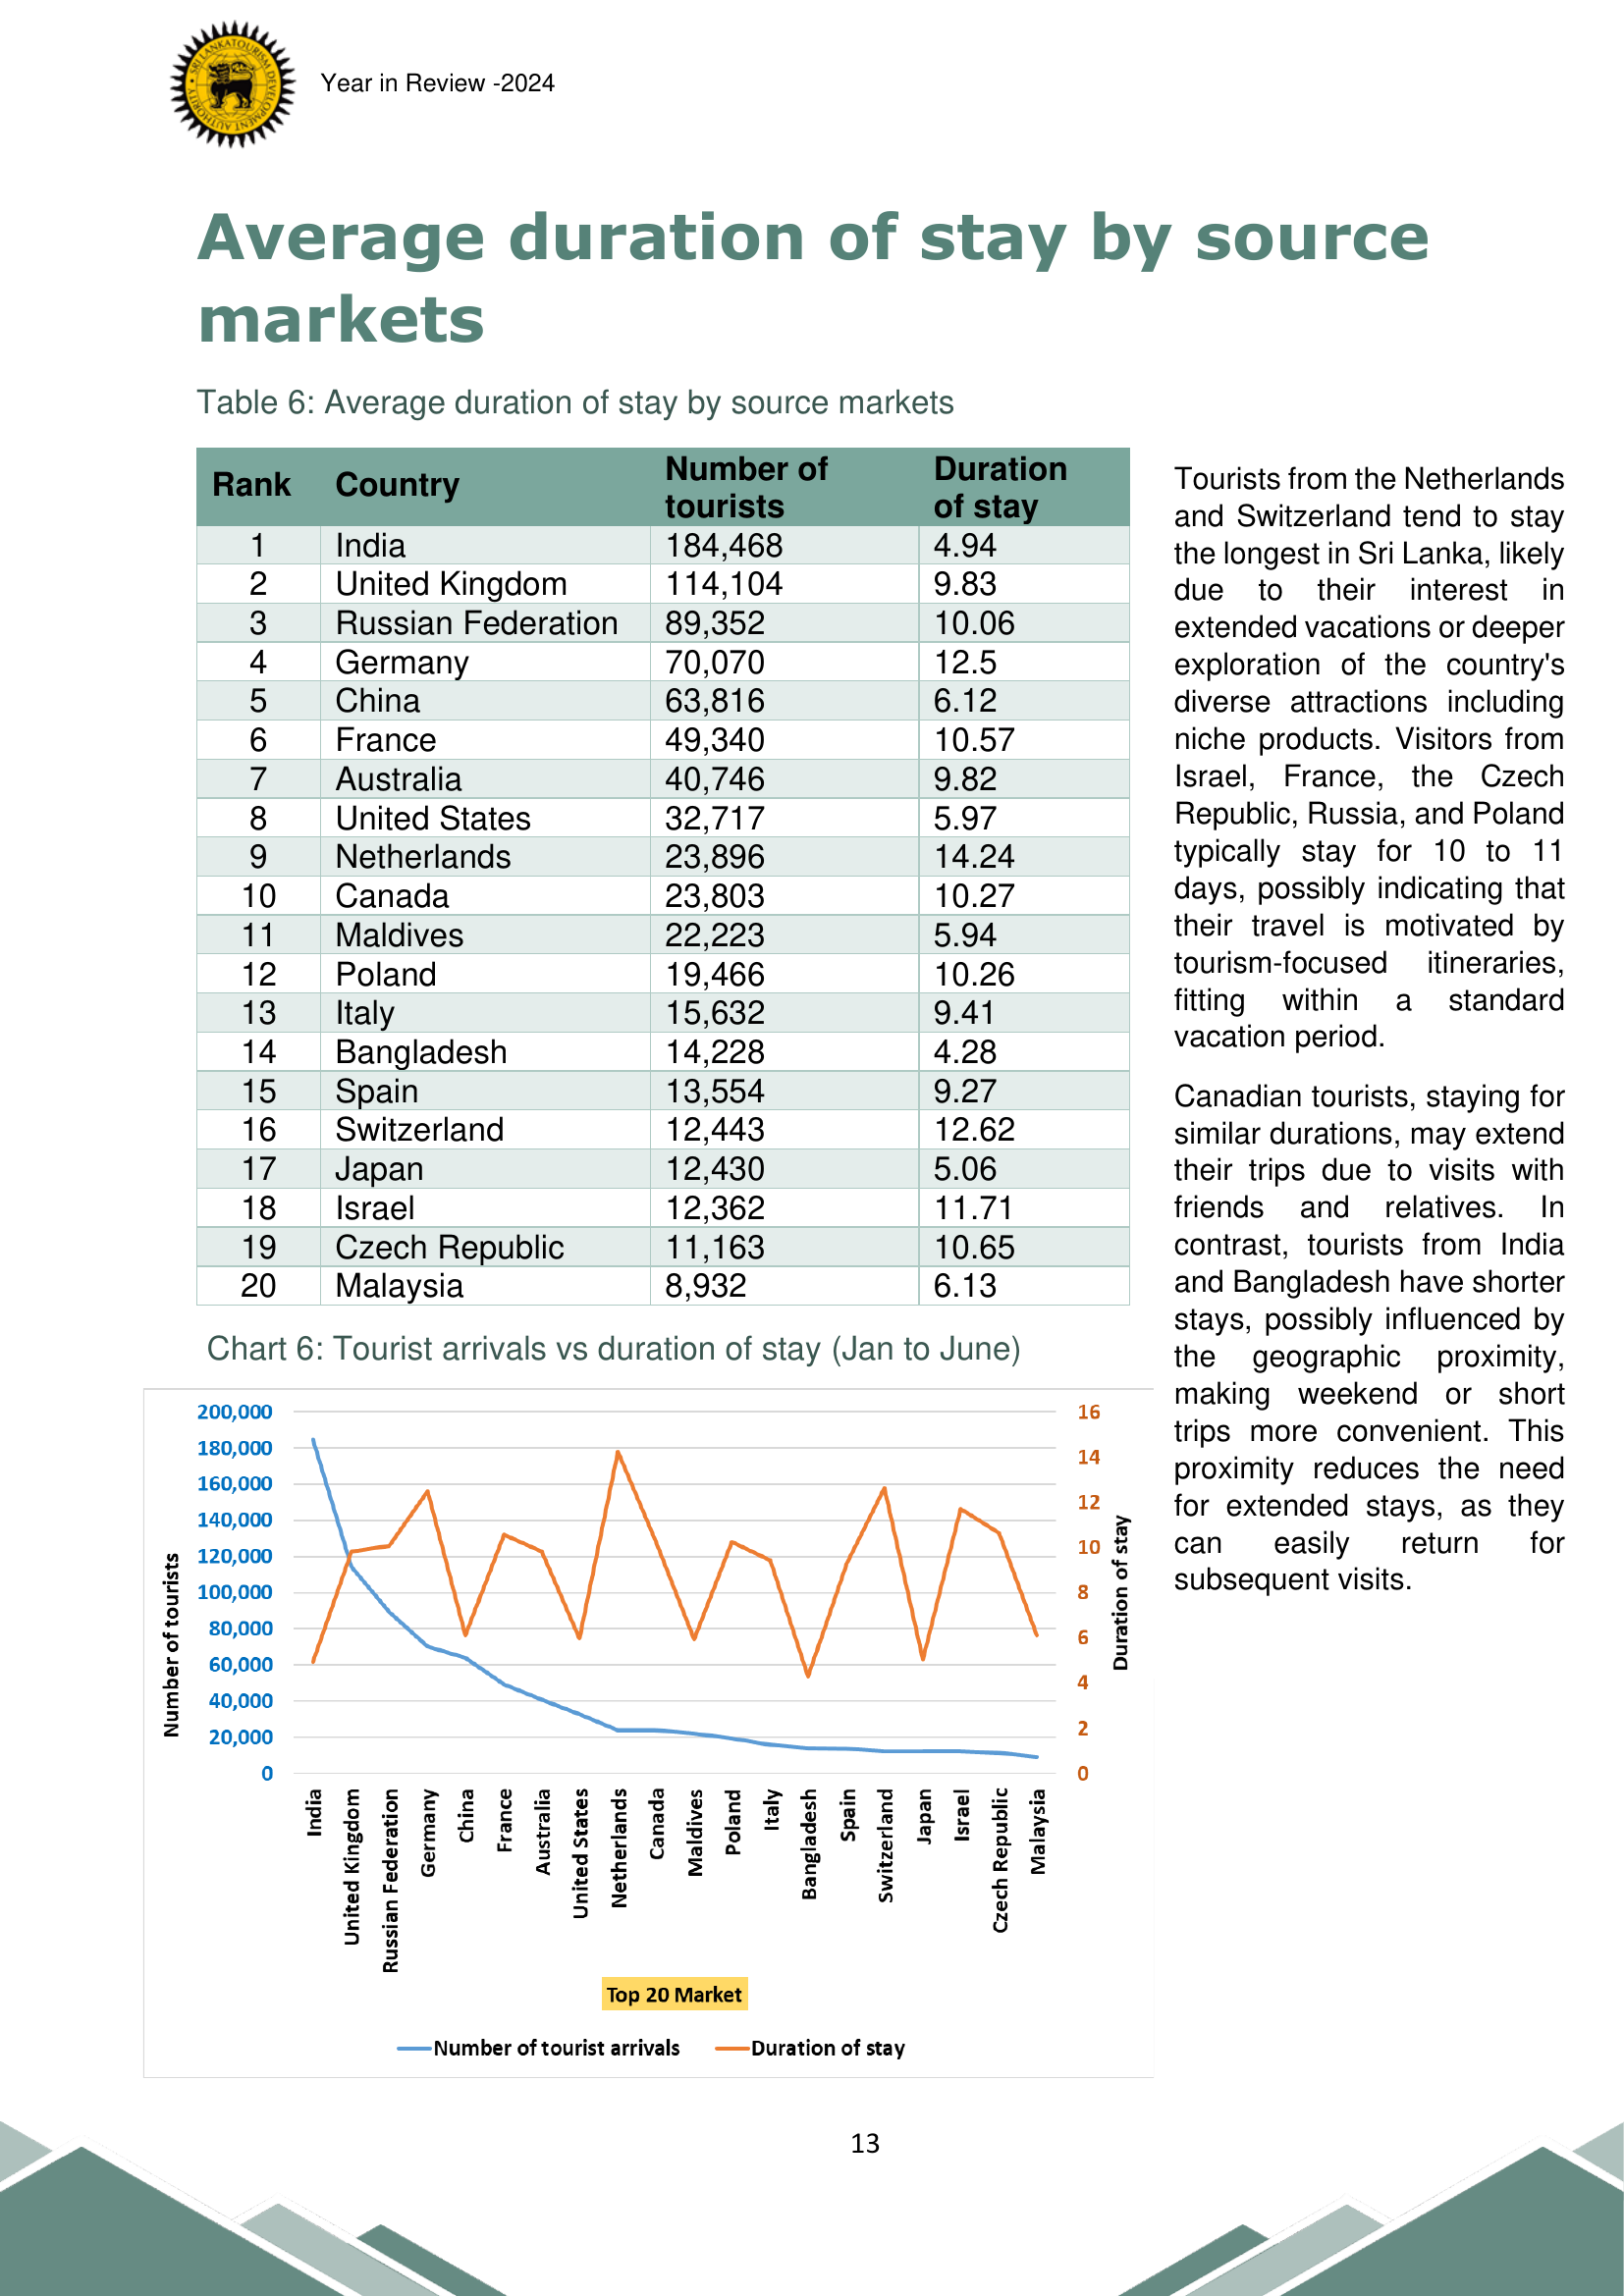 SRI LANKA TOURISM DEVELOPMENT AUTHORITY
Year in Review -2024
Average duration of stay by source
markets
Table 6: Average duration of stay by source markets
Rank Country Number of tourists Duration of stay
1 India 184,468 4.94
2 United Kingdom 114,104 9.83
3 Russian Federation 89,352 10.06
4 Germany 70,070 12.5
5 China 63,816 6.12
6 France 49,340 10.57
7 Australia 40,746 9.82
8 United States 32,717 5.97
9 Netherlands 23,896 14.24
10 Canada 23,803 10.27
11 Maldives 22,223 5.94
12 Poland 19,466 10.26
13 Italy 15,632 9.41
14 Bangladesh 14,228 4.28
15 Spain 13,554 9.27
16 Switzerland 12,443 12.62
17 Japan 12,430 5.06
18 Israel 12,362 11.71
19 Czech Republic 11,163 10.65
20 Malaysia 8,932 6.13
Tourists from the Netherlands
and Switzerland tend to stay
the longest in Sri Lanka, likely
due to their interest in
extended vacations or deeper
exploration of the country's
diverse attractions including
niche products. Visitors from
Israel, France, the Czech
Republic, Russia, and Poland
typically stay for 10 to 11
days, possibly indicating that
their travel is motivated by
tourism-focused itineraries,
fitting within a standard
vacation period.
Canadian tourists, staying for
similar durations, may extend
their trips due to visits with
friends and relatives. In
contrast, tourists from India
and Bangladesh have shorter
stays, possibly influenced by
the geographic proximity,
making weekend or short
trips more convenient. This
proximity reduces the need
for extended stays, as they
can easily return for
subsequent visits.
Chart 6: Tourist arrivals vs duration of stay (Jan to June)
Number of tourists
200,000
180,000
160,000
140,000
120,000
100,000
80,000
60,000
40,000
20,000
0
16
14
12
10
8
6
4
2
0
Duration of stay
India
United Kingdom
Russian Federation
Germany
China
France
Australia
United States
Netherlands
Canada
Maldives
Poland
Italy
Bangladesh
Spain
Switzerland
Japan
Israel
Czech Republic
Malaysia
Top 20 Market
Number of tourist arrivals Duration of stay
13